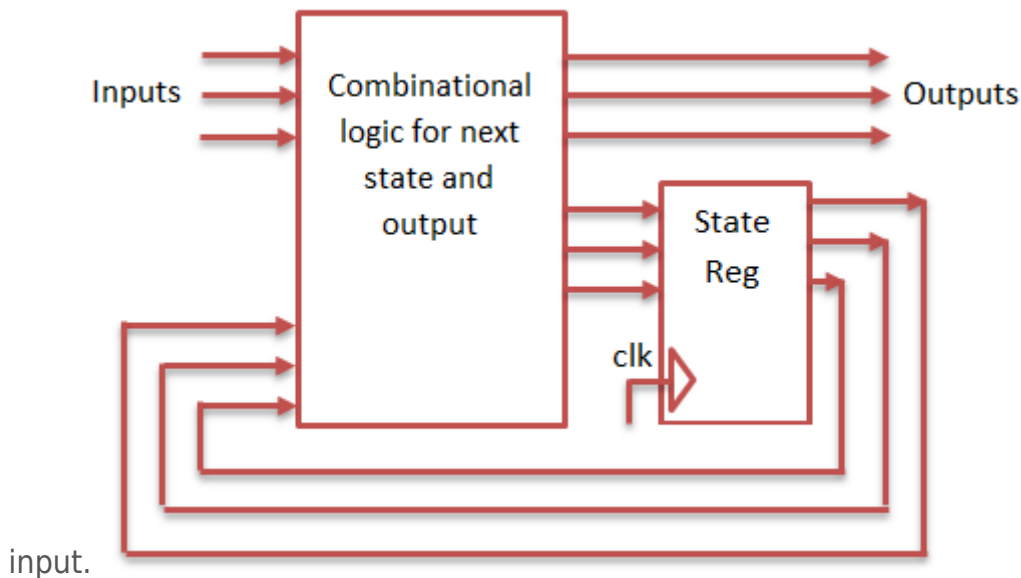 Inputs
Combinational
logic for next
state and
output
Outputs
State
Reg
clk
input.